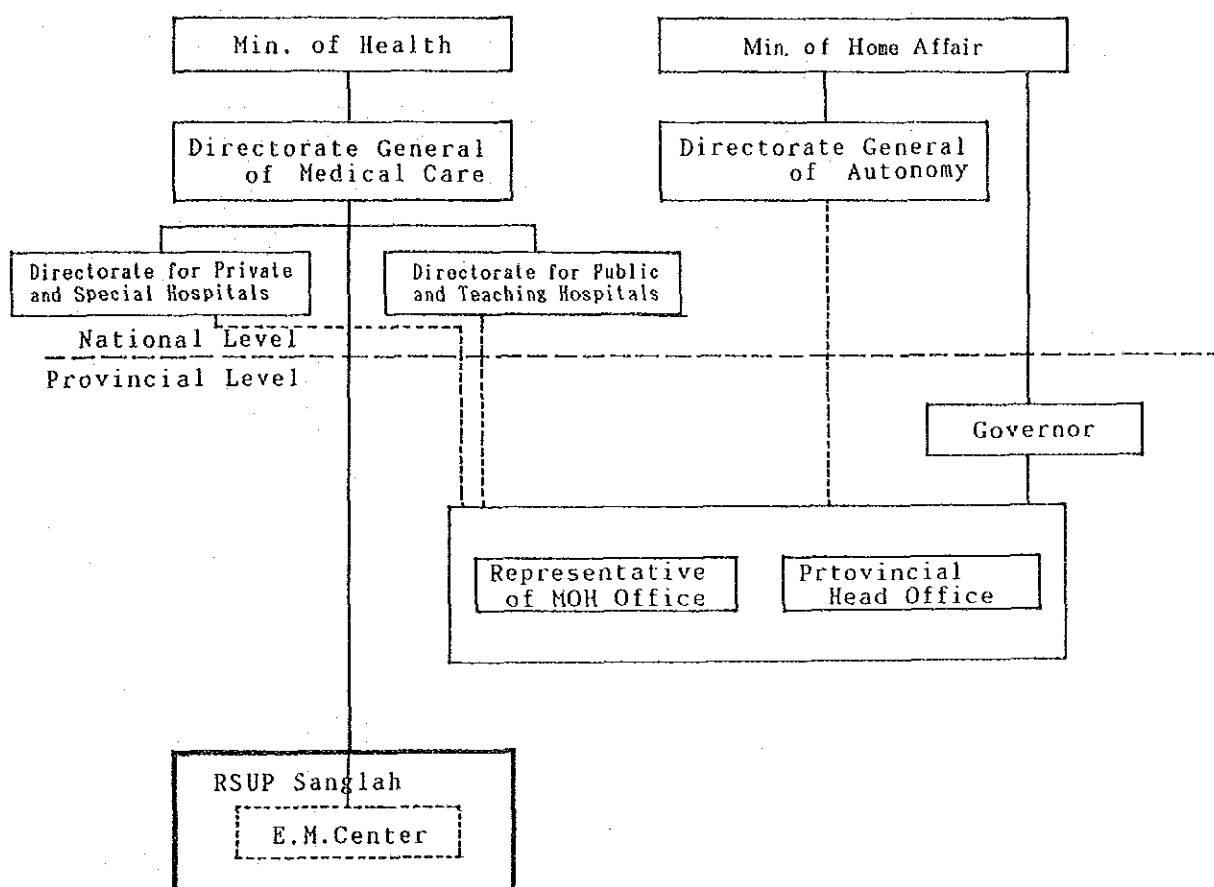 Min. of Health
Min. of Home Affair
Directorate General
of Medical Care
Directorate General
of Autonomy
Directorate for Private
and Special Hospitals
Directorate for Public
and Teaching Hospitals
National Level
Provincial Level
Governor
Representative
of MOH Office
Prtovincial
Head Office
RSUP Sanglah
E.M.Center